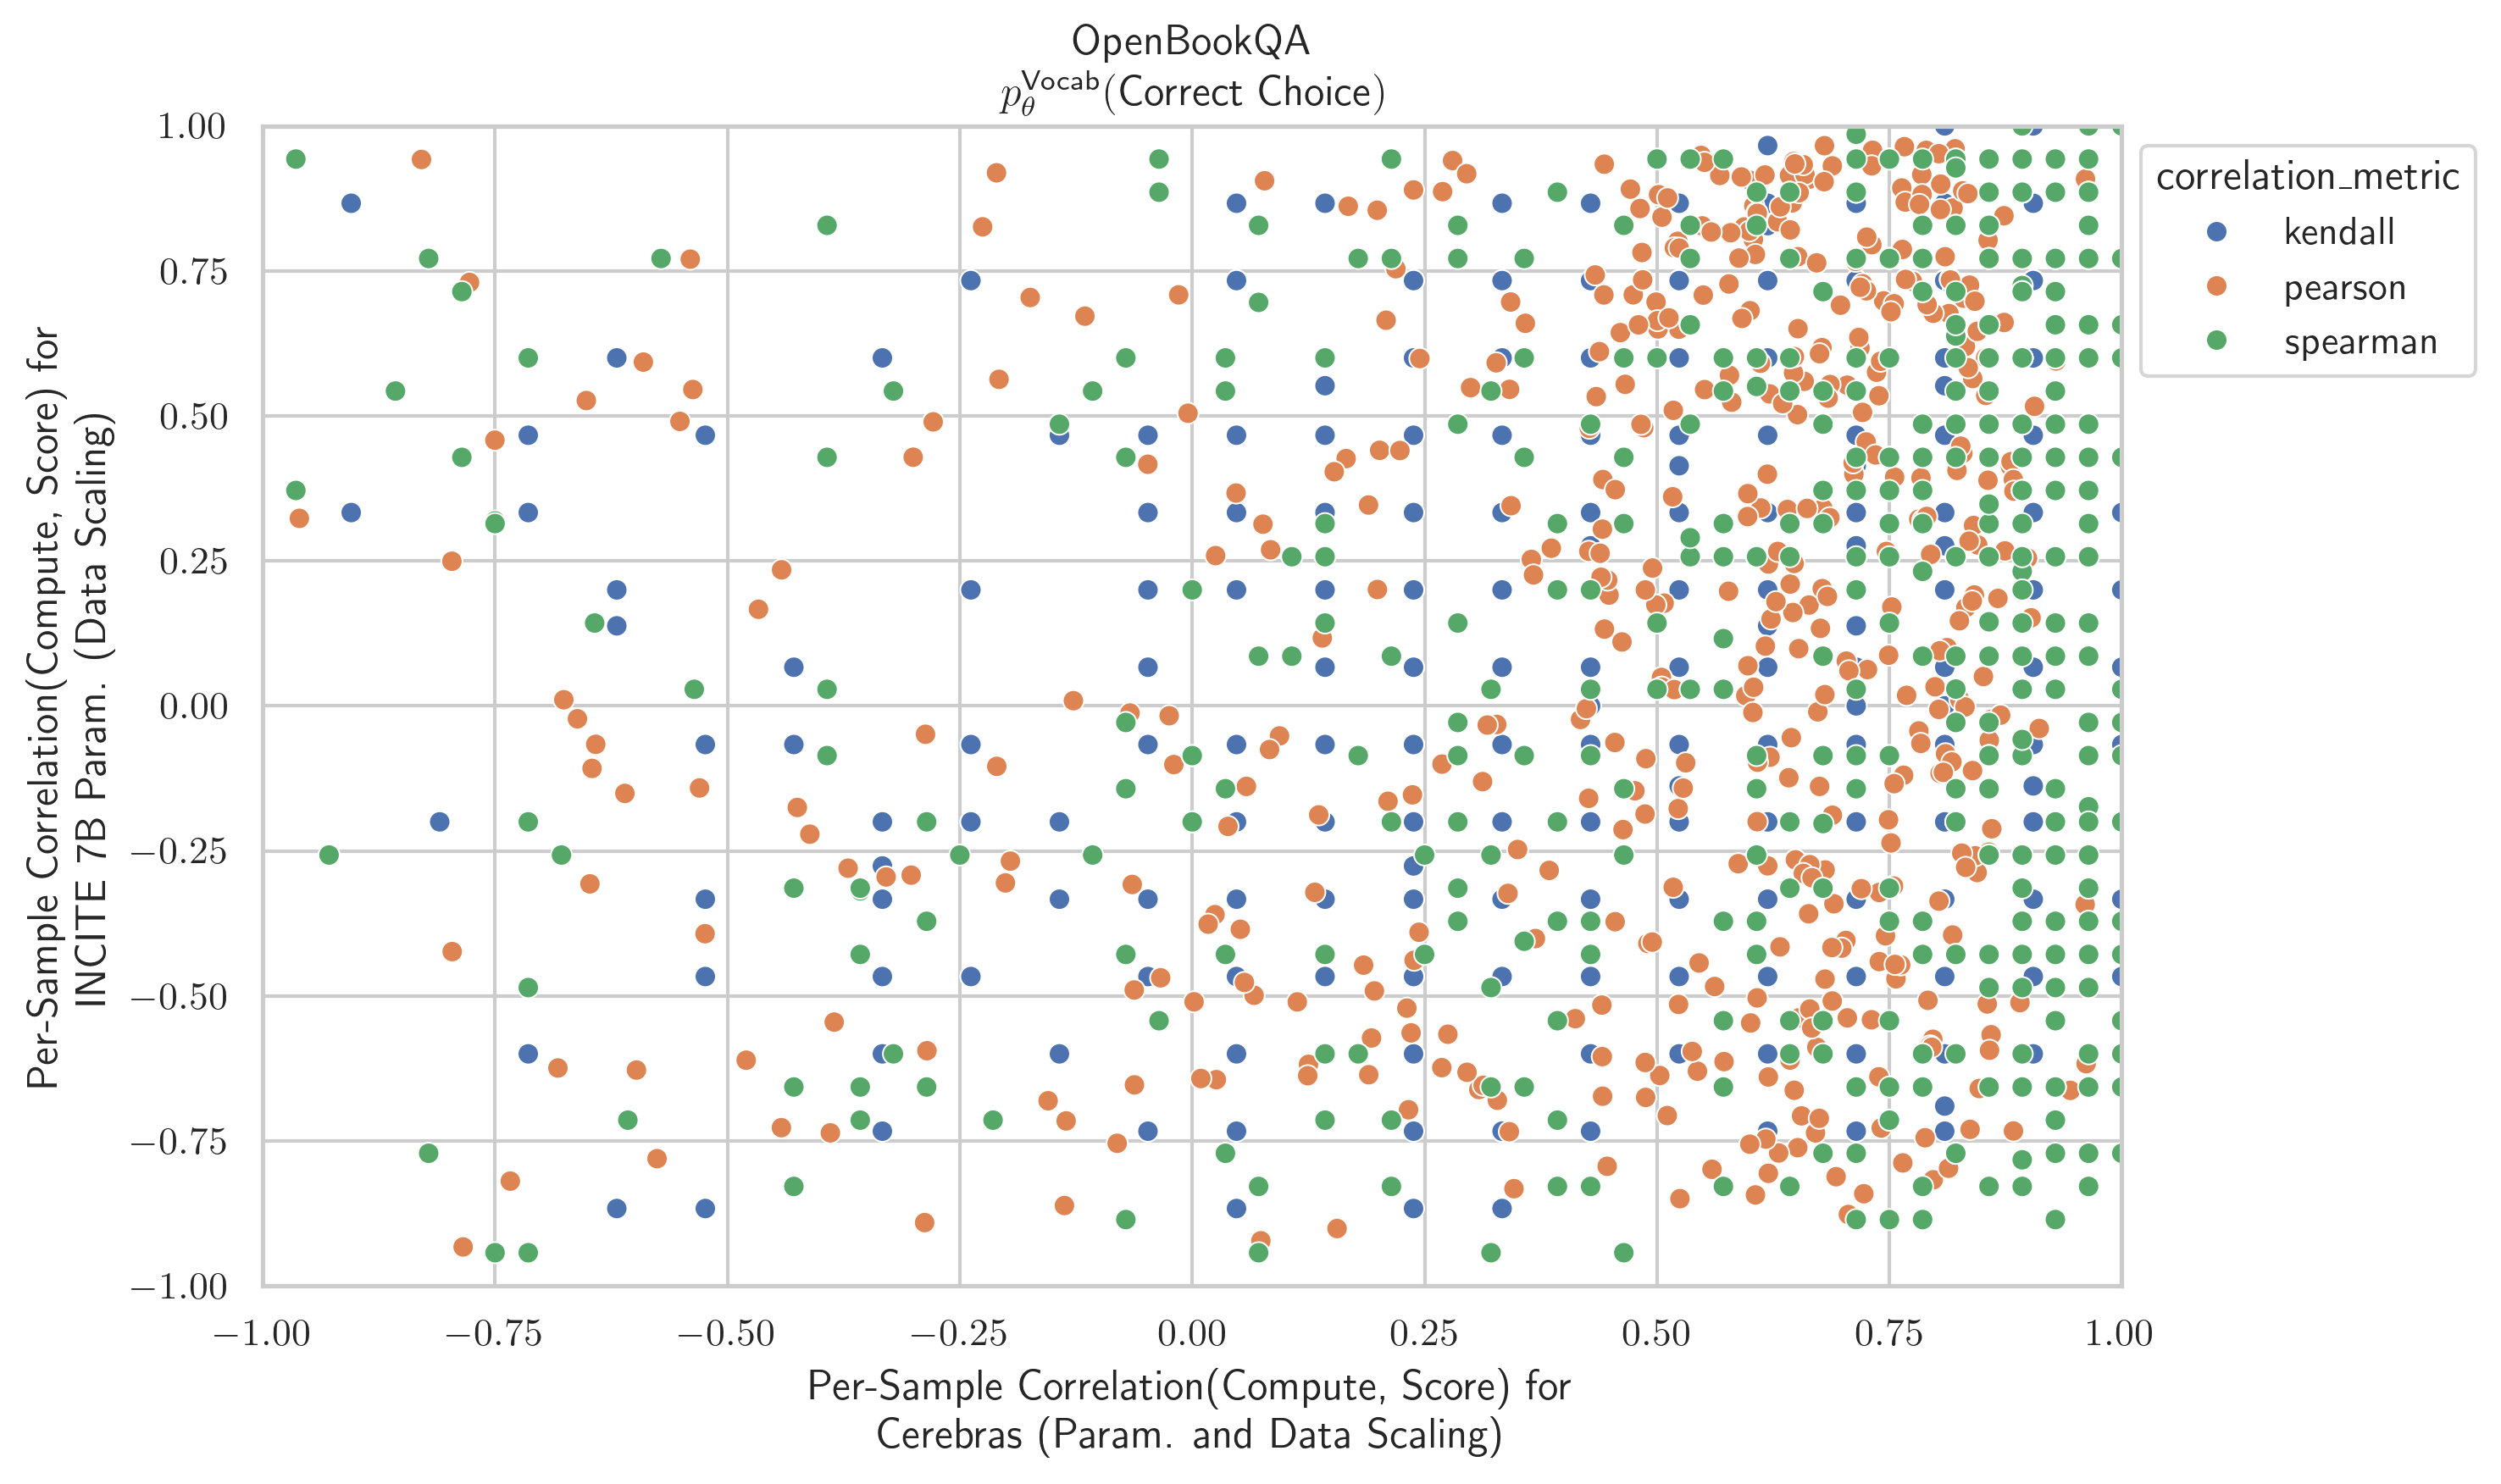 OpenBookQA
p_θ^Vocab(Correct Choice)
Per-Sample Correlation(Compute, Score) for
INCITE 7B Param. (Data Scaling)
1.00
0.75
0.50
0.25
0.00
−0.25
−0.50
−0.75
−1.00
−1.00 −0.75 −0.50 −0.25 0.00 0.25 0.50 0.75 1.00
Per-Sample Correlation(Compute, Score) for
Cerebras (Param. and Data Scaling)
correlation_metric
kendall
pearson
spearman